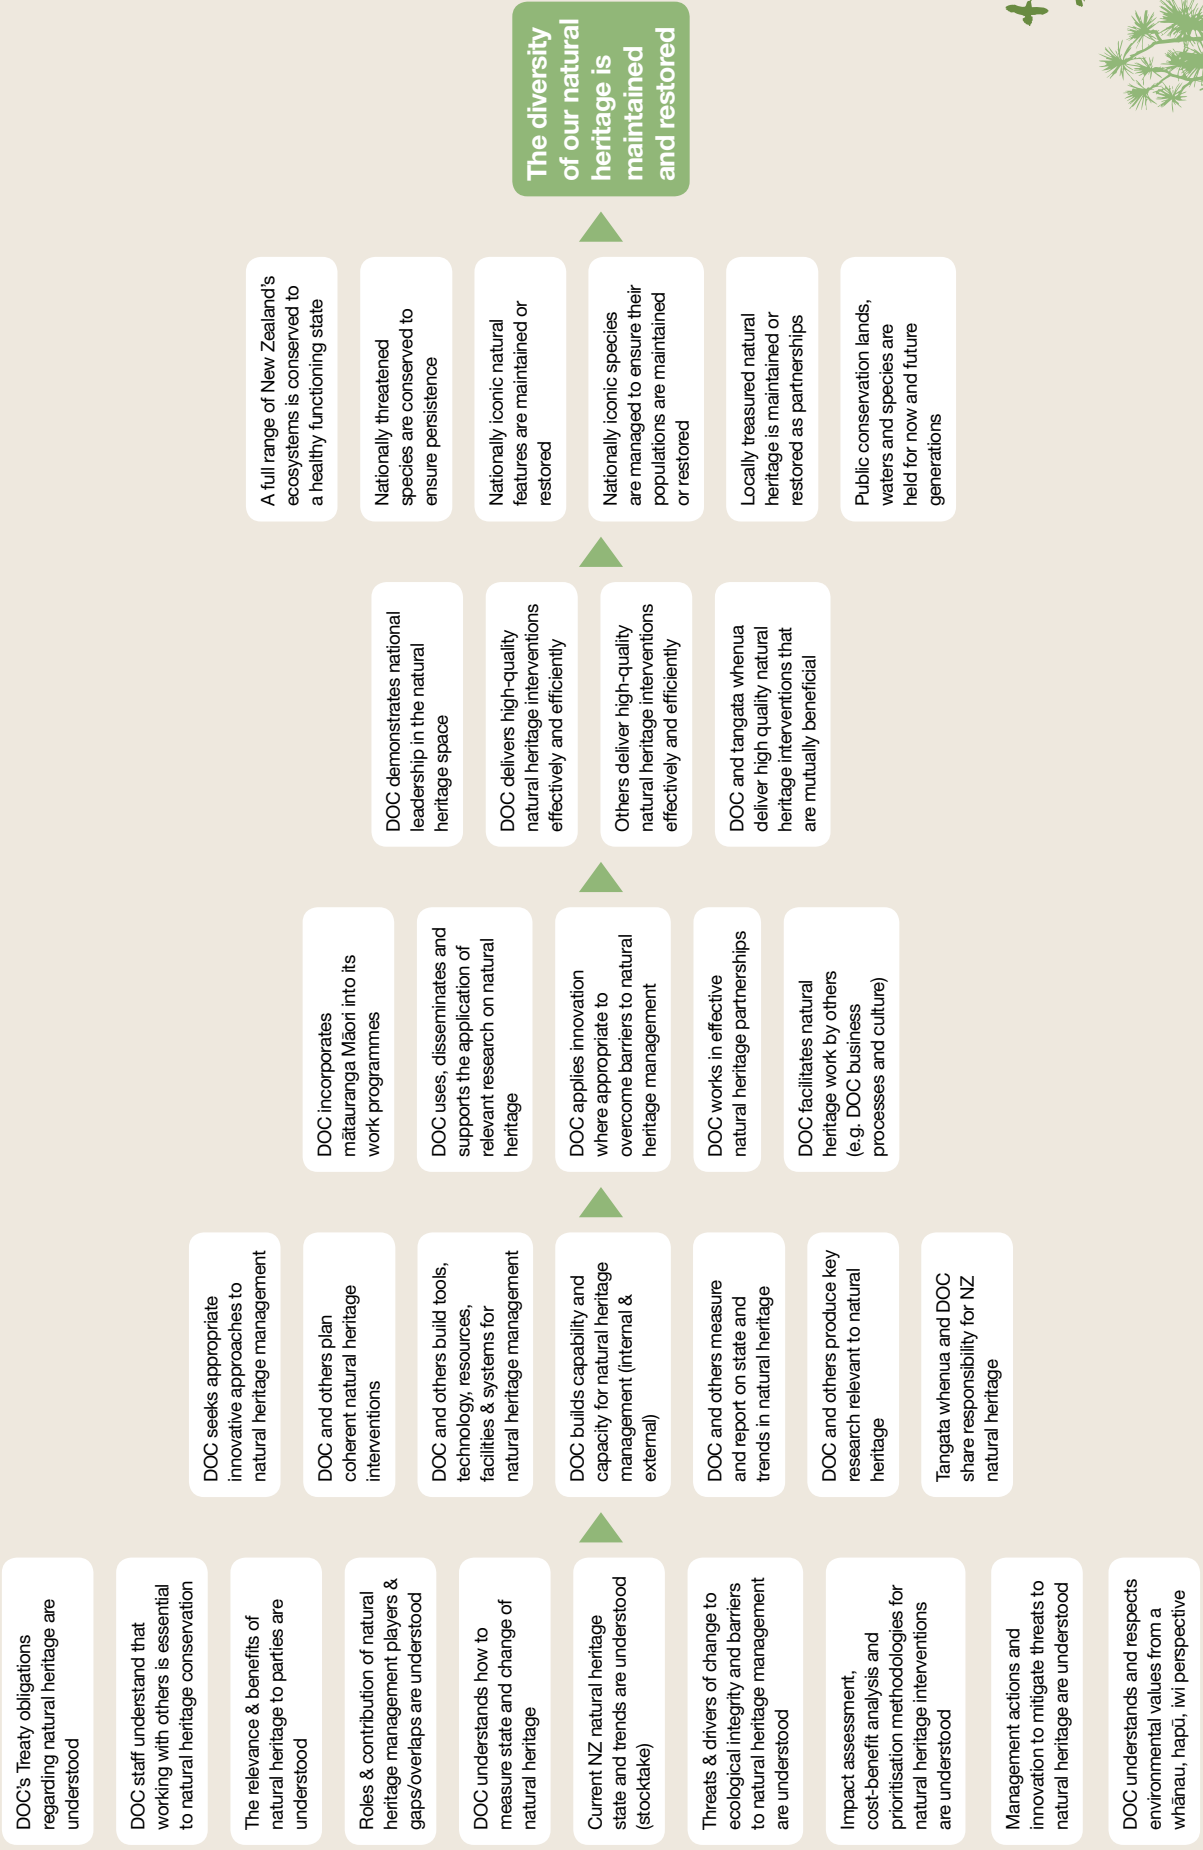 DOC's Treaty obligations
regarding natural heritage are
understood
DOC staff understand that
working with others is essential
to natural heritage conservation
The relevance & benefits of
natural heritage to parties are
understood
Roles & contribution of natural
heritage management players &
gaps/overlaps are understood
DOC understands how to
measure state and change of
natural heritage
Current NZ natural heritage
state and trends are understood
(stocktake)
Threats & drivers of change to
ecological integrity and barriers
to natural heritage management
are understood
Impact assessment,
cost-benefit analysis and
prioritisation methodologies for
natural heritage interventions
are understood
Management actions and
innovation to mitigate threats to
natural heritage are understood
DOC understands and respects
environmental values from a
whānau, hapū, iwi perspective
DOC seeks appropriate
innovative approaches to
natural heritage management
DOC and others plan
coherent natural heritage
interventions
DOC and others build tools,
technology, resources,
facilities & systems for
natural heritage management
DOC builds capability and
capacity for natural heritage
management (internal &
external)
DOC and others measure
and report on state and
trends in natural heritage
DOC and others produce key
research relevant to natural
heritage
Tangata whenua and DOC
share responsibility for NZ
natural heritage
DOC incorporates
mātauranga Māori into its
work programmes
DOC uses, disseminates and
supports the application of
relevant research on natural
heritage
DOC applies innovation
where appropriate to
overcome barriers to natural
heritage management
DOC works in effective
natural heritage partnerships
DOC facilitates natural
heritage work by others
(e.g. DOC business
processes and culture)
DOC demonstrates national
leadership in the natural
heritage space
DOC delivers high-quality
natural heritage interventions
effectively and efficiently
Others deliver high-quality
natural heritage interventions
effectively and efficiently
DOC and tangata whenua
deliver high quality natural
heritage interventions that
are mutually beneficial
A full range of New Zealand's
ecosystems is conserved to
a healthy functioning state
Nationally threatened
species are conserved to
ensure persistence
Nationally iconic natural
features are maintained or
restored
Nationally iconic species
are managed to ensure their
populations are maintained
or restored
Locally treasured natural
heritage is maintained or
restored as partnerships
Public conservation lands,
waters and species are
held for now and future
generations
The diversity
of our natural
heritage is
maintained
and restored